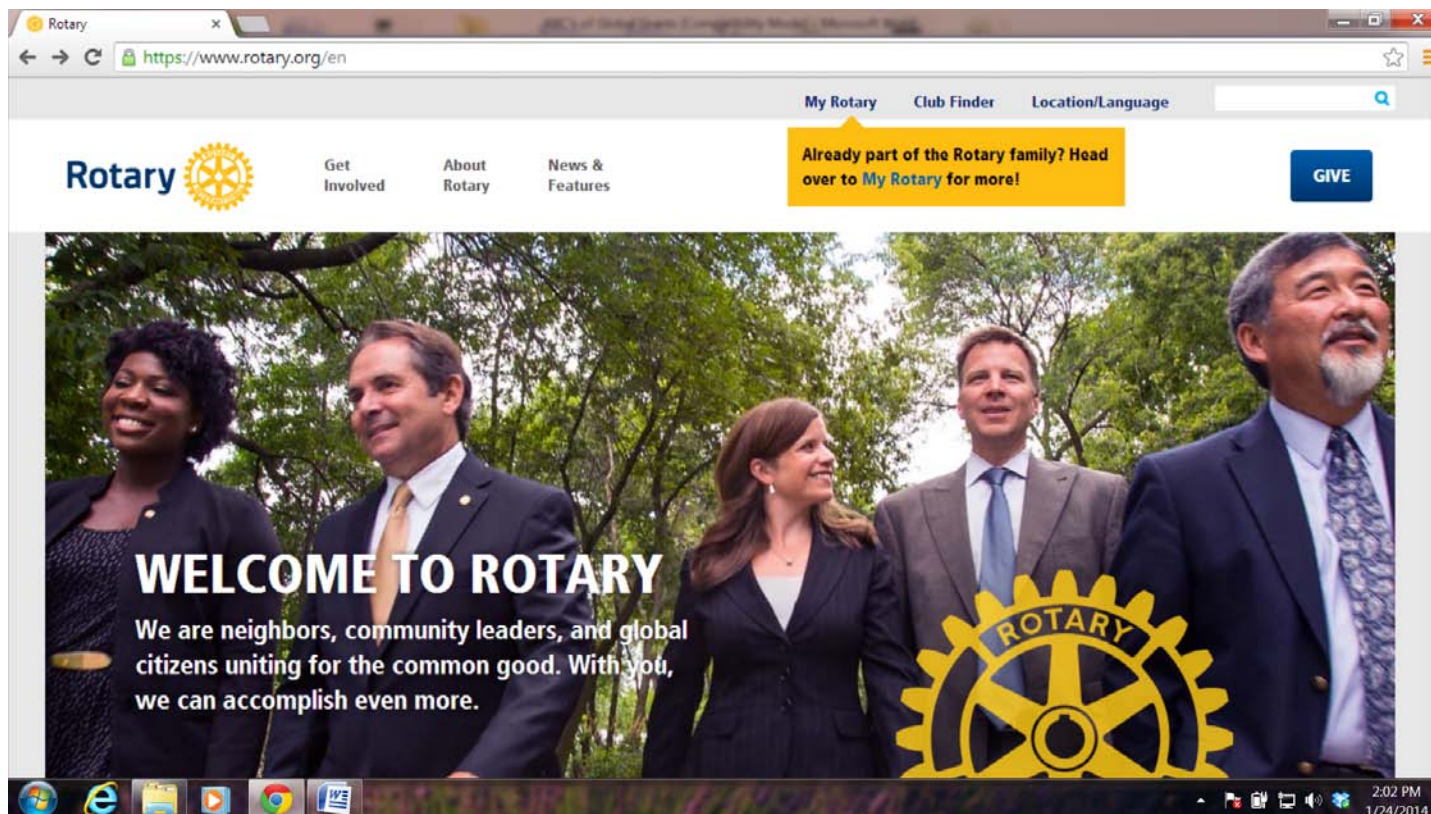 Rotary
https://www.rotary.org/en
My Rotary Club Finder Location/Language
Already part of the Rotary family? Head
over to My Rotary for more!
Rotary
Get
Involved
About
Rotary
News &
Features
GIVE
WELCOME TO ROTARY
We are neighbors, community leaders, and global
citizens uniting for the common good. With you,
we can accomplish even more.
ROTARY
2:02 PM
1/24/2014